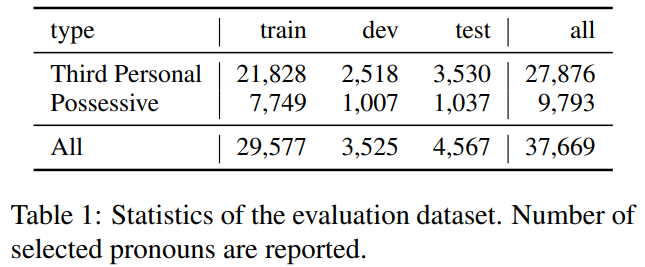 type train dev test all
Third Personal 21,828 2,518 3,530 27,876
Possessive 7,749 1,007 1,037 9,793
All 29,577 3,525 4,567 37,669
Table 1: Statistics of the evaluation dataset. Number of
selected pronouns are reported.